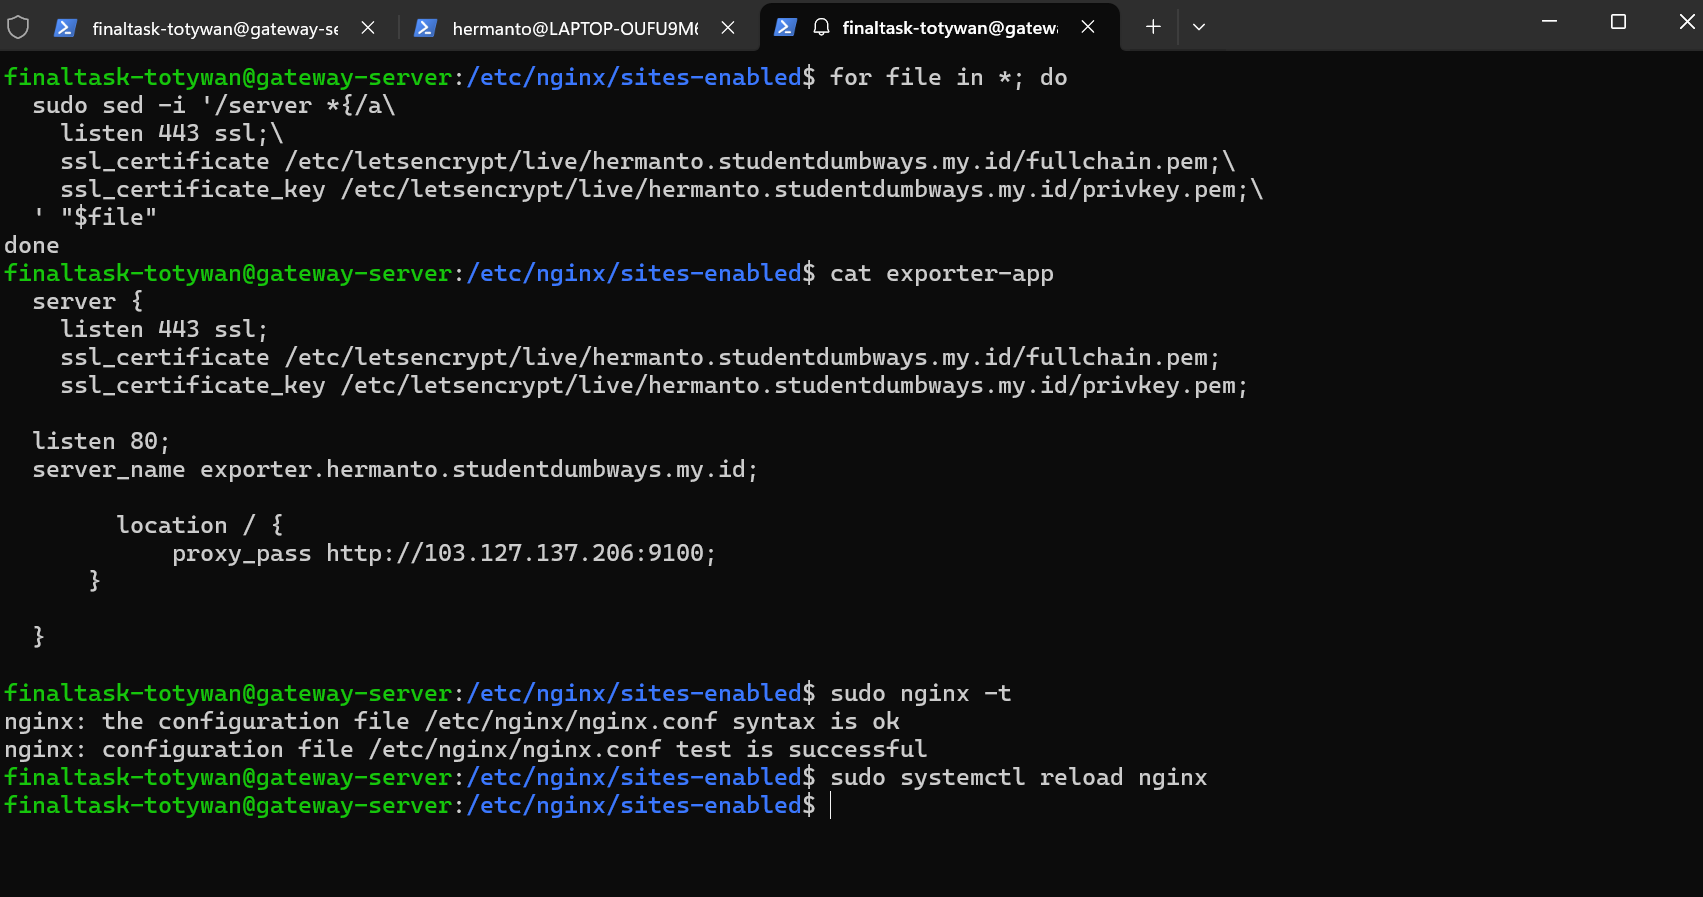 finaltask-totywan@gateway-se
hermanto@LAPTOP-OUFU9M6
finaltask-totywan@gatew
finaltask-totywan@gateway-server:/etc/nginx/sites-enabled$ for file in *; do
  sudo sed -i '/server *{/a\
    listen 443 ssl;\
    ssl_certificate /etc/letsencrypt/live/hermanto.studentdumbways.my.id/fullchain.pem;\
    ssl_certificate_key /etc/letsencrypt/live/hermanto.studentdumbways.my.id/privkey.pem;\
  ' "$file"
done
finaltask-totywan@gateway-server:/etc/nginx/sites-enabled$ cat exporter-app
  server {
    listen 443 ssl;
    ssl_certificate /etc/letsencrypt/live/hermanto.studentdumbways.my.id/fullchain.pem;
    ssl_certificate_key /etc/letsencrypt/live/hermanto.studentdumbways.my.id/privkey.pem;

  listen 80;
  server_name exporter.hermanto.studentdumbways.my.id;

        location / {
            proxy_pass http://103.127.137.206:9100;
      }

  }

finaltask-totywan@gateway-server:/etc/nginx/sites-enabled$ sudo nginx -t
nginx: the configuration file /etc/nginx/nginx.conf syntax is ok
nginx: configuration file /etc/nginx/nginx.conf test is successful
finaltask-totywan@gateway-server:/etc/nginx/sites-enabled$ sudo systemctl reload nginx
finaltask-totywan@gateway-server:/etc/nginx/sites-enabled$